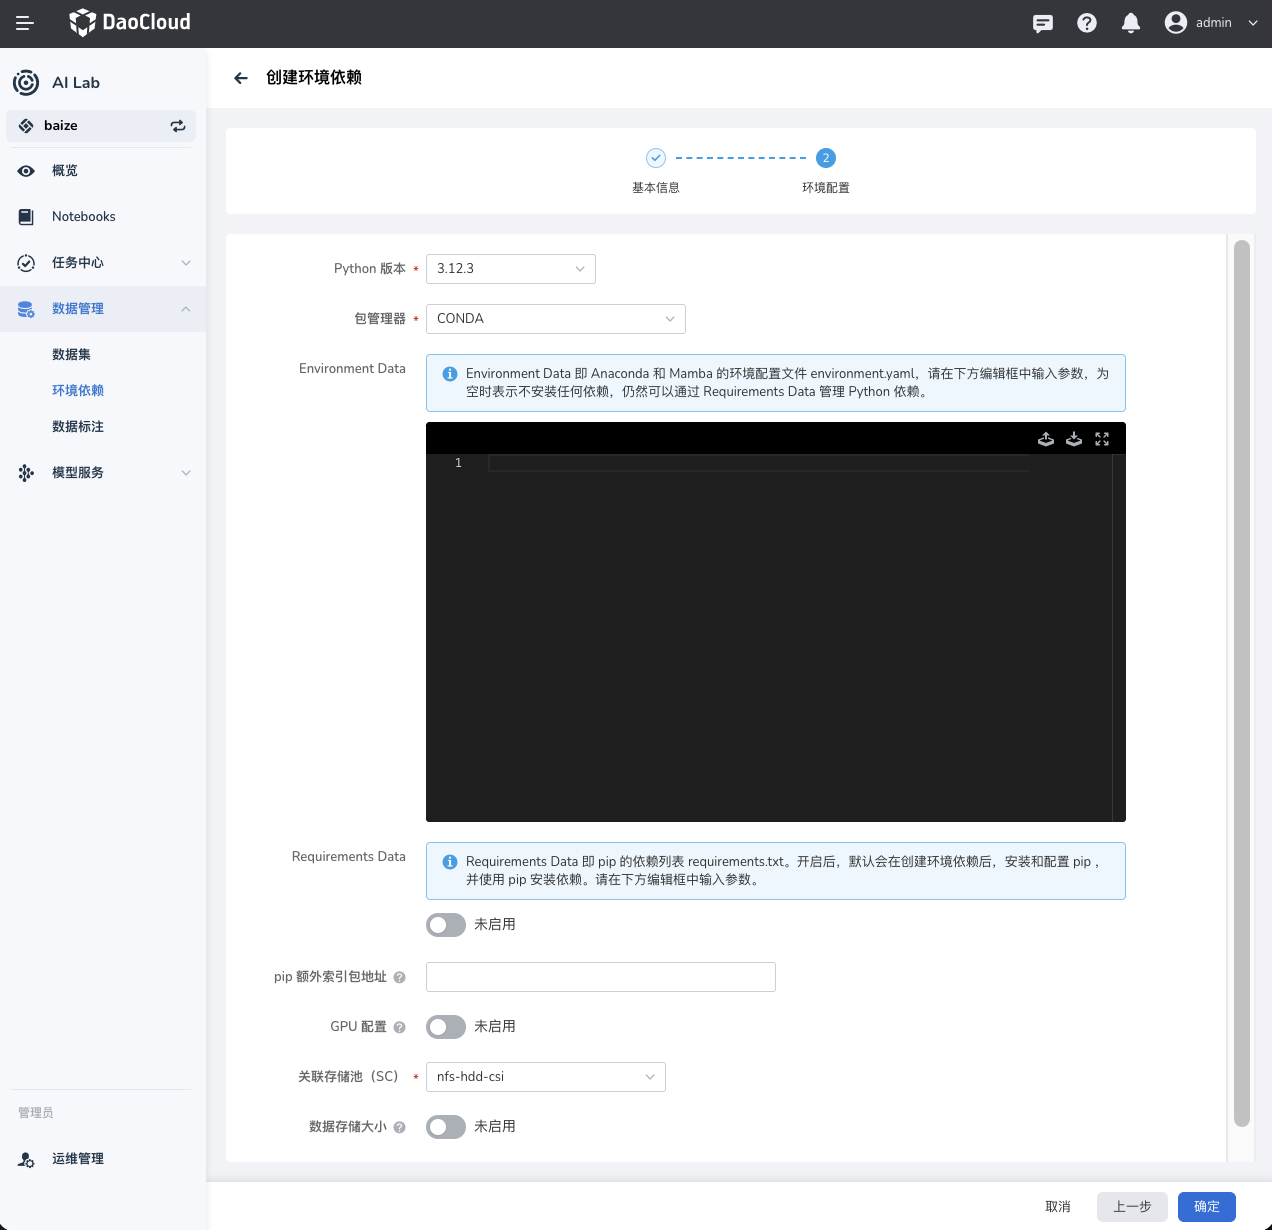 DaoCloud
admin
AI Lab
baize
概览
Notebooks
任务中心
数据管理
数据集
环境依赖
数据标注
模型服务
管理员
运维管理
创建环境依赖
2
基本信息
环境配置
Python 版本 * 3.12.3
包管理器 * CONDA
Environment Data
Environment Data 即 Anaconda 和 Mamba 的环境配置文件 environment.yaml，请在下方编辑框中输入参数，为
空时表示不安装任何依赖，仍然可以通过 Requirements Data 管理 Python 依赖。
1
Requirements Data
Requirements Data 即 pip 的依赖列表 requirements.txt。开启后，默认会在创建环境依赖后，安装和配置 pip ，
并使用 pip 安装依赖。请在下方编辑框中输入参数。
未启用
pip 额外索引包地址
GPU 配置 未启用
关联存储池（SC） * nfs-hdd-csi
数据存储大小 未启用
取消 上一步 确定